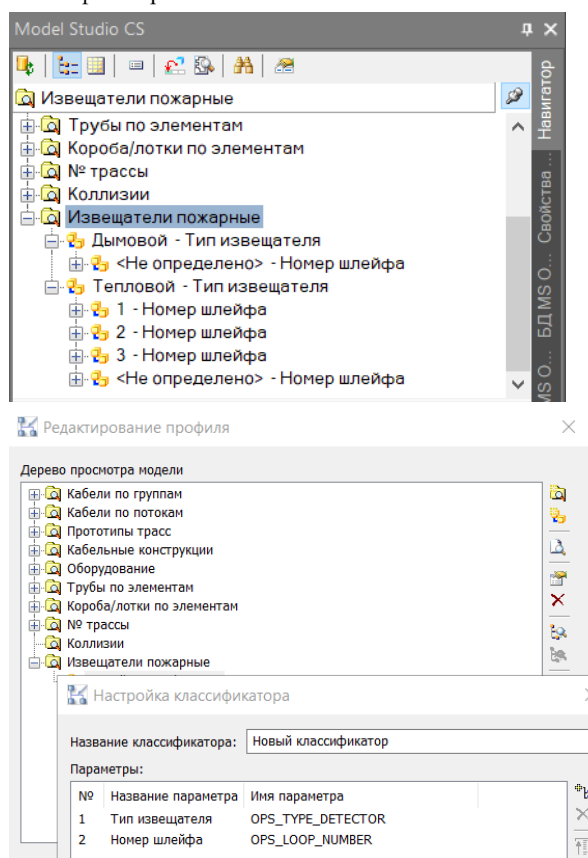 Model Studio CS
Извещатели пожарные
Трубы по элементам
Короба/лотки по элементам
№ трассы
Коллизии
Извещатели пожарные
Дымовой - Тип извещателя
<Не определено> - Номер шлейфа
Тепловой - Тип извещателя
1 - Номер шлейфа
2 - Номер шлейфа
3 - Номер шлейфа
<Не определено> - Номер шлейфа
Навигатор
Свойства ...
БД MS O...
MS O...
Редактирование профиля
Дерево просмотра модели
Кабели по группам
Кабели по потокам
Прототипы трасс
Кабельные конструкции
Оборудование
Трубы по элементам
Короба/лотки по элементам
№ трассы
Коллизии
Извещатели пожарные
Настройка классификатора
Название классификатора: Новый классификатор
Параметры:
№ Название параметра Имя параметра
1 Тип извещателя OPS_TYPE_DETECTOR
2 Номер шлейфа OPS_LOOP_NUMBER